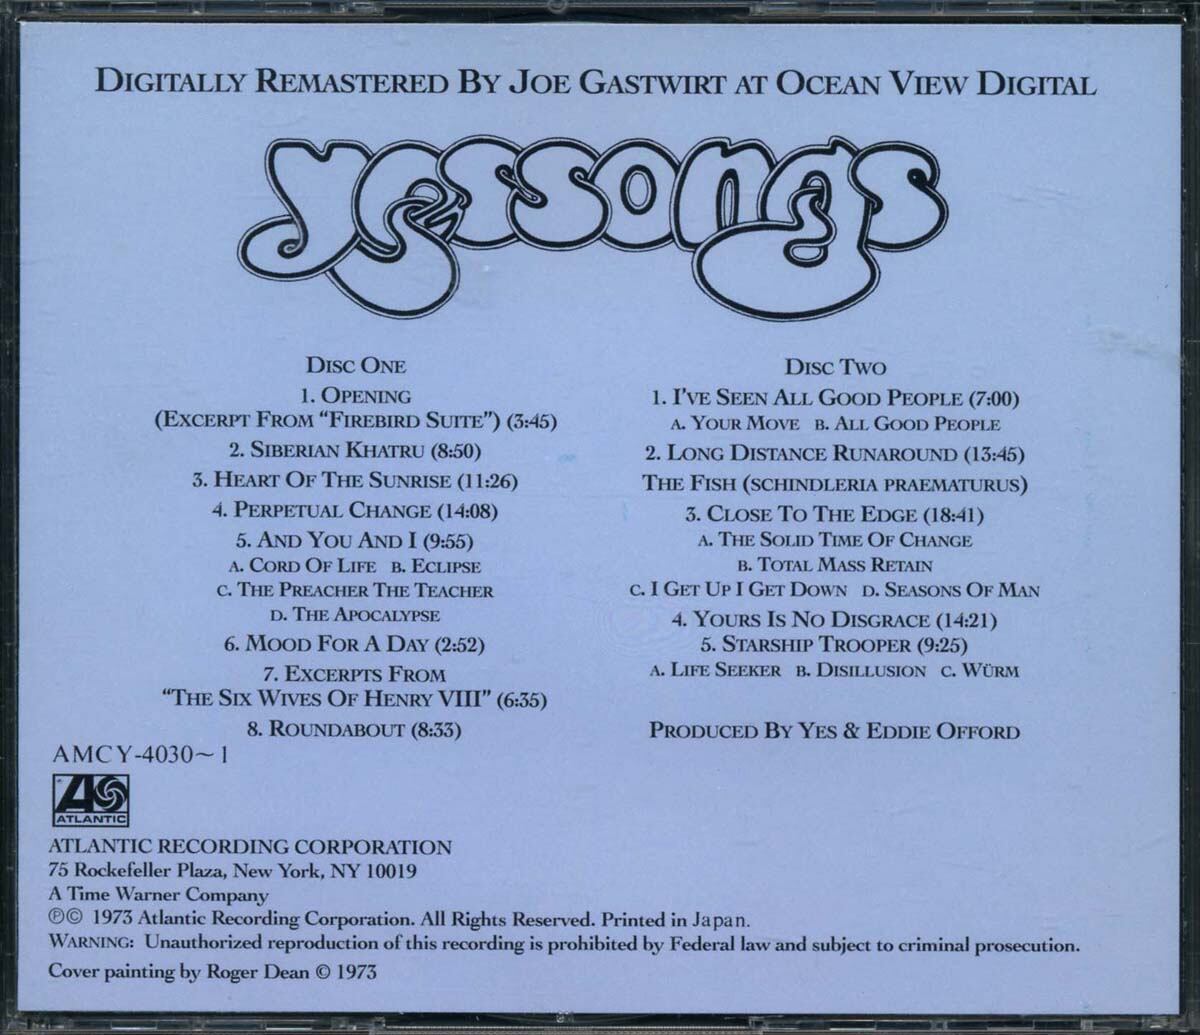 DIGITALLY REMASTERED BY JOE GASTWIRT AT OCEAN VIEW DIGITAL
yessongs
DISC ONE
1. OPENING
(EXCERPT FROM "FIREBIRD SUITE") (3:45)
2. SIBERIAN KHATRU (8:50)
3. HEART OF THE SUNRISE (11:26)
4. PERPETUAL CHANGE (14:08)
5. AND YOU AND I (9:55)
A. CORD OF LIFE B. ECLIPSE
C. THE PREACHER THE TEACHER
D. THE APOCALYPSE
6. MOOD FOR A DAY (2:52)
7. EXCERPTS FROM
"THE SIX WIVES OF HENRY VIII" (6:35)
8. ROUNDABOUT (8:33)
DISC TWO
1. I'VE SEEN ALL GOOD PEOPLE (7:00)
A. YOUR MOVE B. ALL GOOD PEOPLE
2. LONG DISTANCE RUNAROUND (13:45)
THE FISH (SCHINDLERIA PRAEMATURUS)
3. CLOSE TO THE EDGE (18:41)
A. THE SOLID TIME OF CHANGE
B. TOTAL MASS RETAIN
C. I GET UP I GET DOWN D. SEASONS OF MAN
4. YOURS IS NO DISGRACE (14:21)
5. STARSHIP TROOPER (9:25)
A. LIFE SEEKER B. DISILLUSION C. WÜRM
PRODUCED BY YES & EDDIE OFFORD
AMCY-4030~1
ATLANTIC
ATLANTIC RECORDING CORPORATION
75 Rockefeller Plaza, New York, NY 10019
A Time Warner Company
℗© 1973 Atlantic Recording Corporation. All Rights Reserved. Printed in Japan.
WARNING: Unauthorized reproduction of this recording is prohibited by Federal law and subject to criminal prosecution.
Cover painting by Roger Dean © 1973